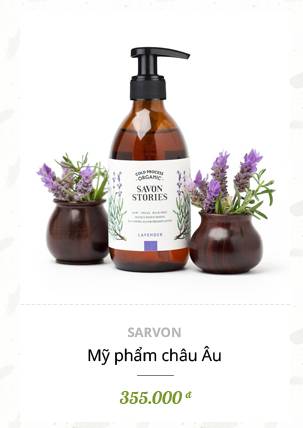 COLD PROCESS
ORGANIC
SAVON
STORIES
LAVENDER
SARVON
Mỹ phẩm châu Âu
355.000 đ